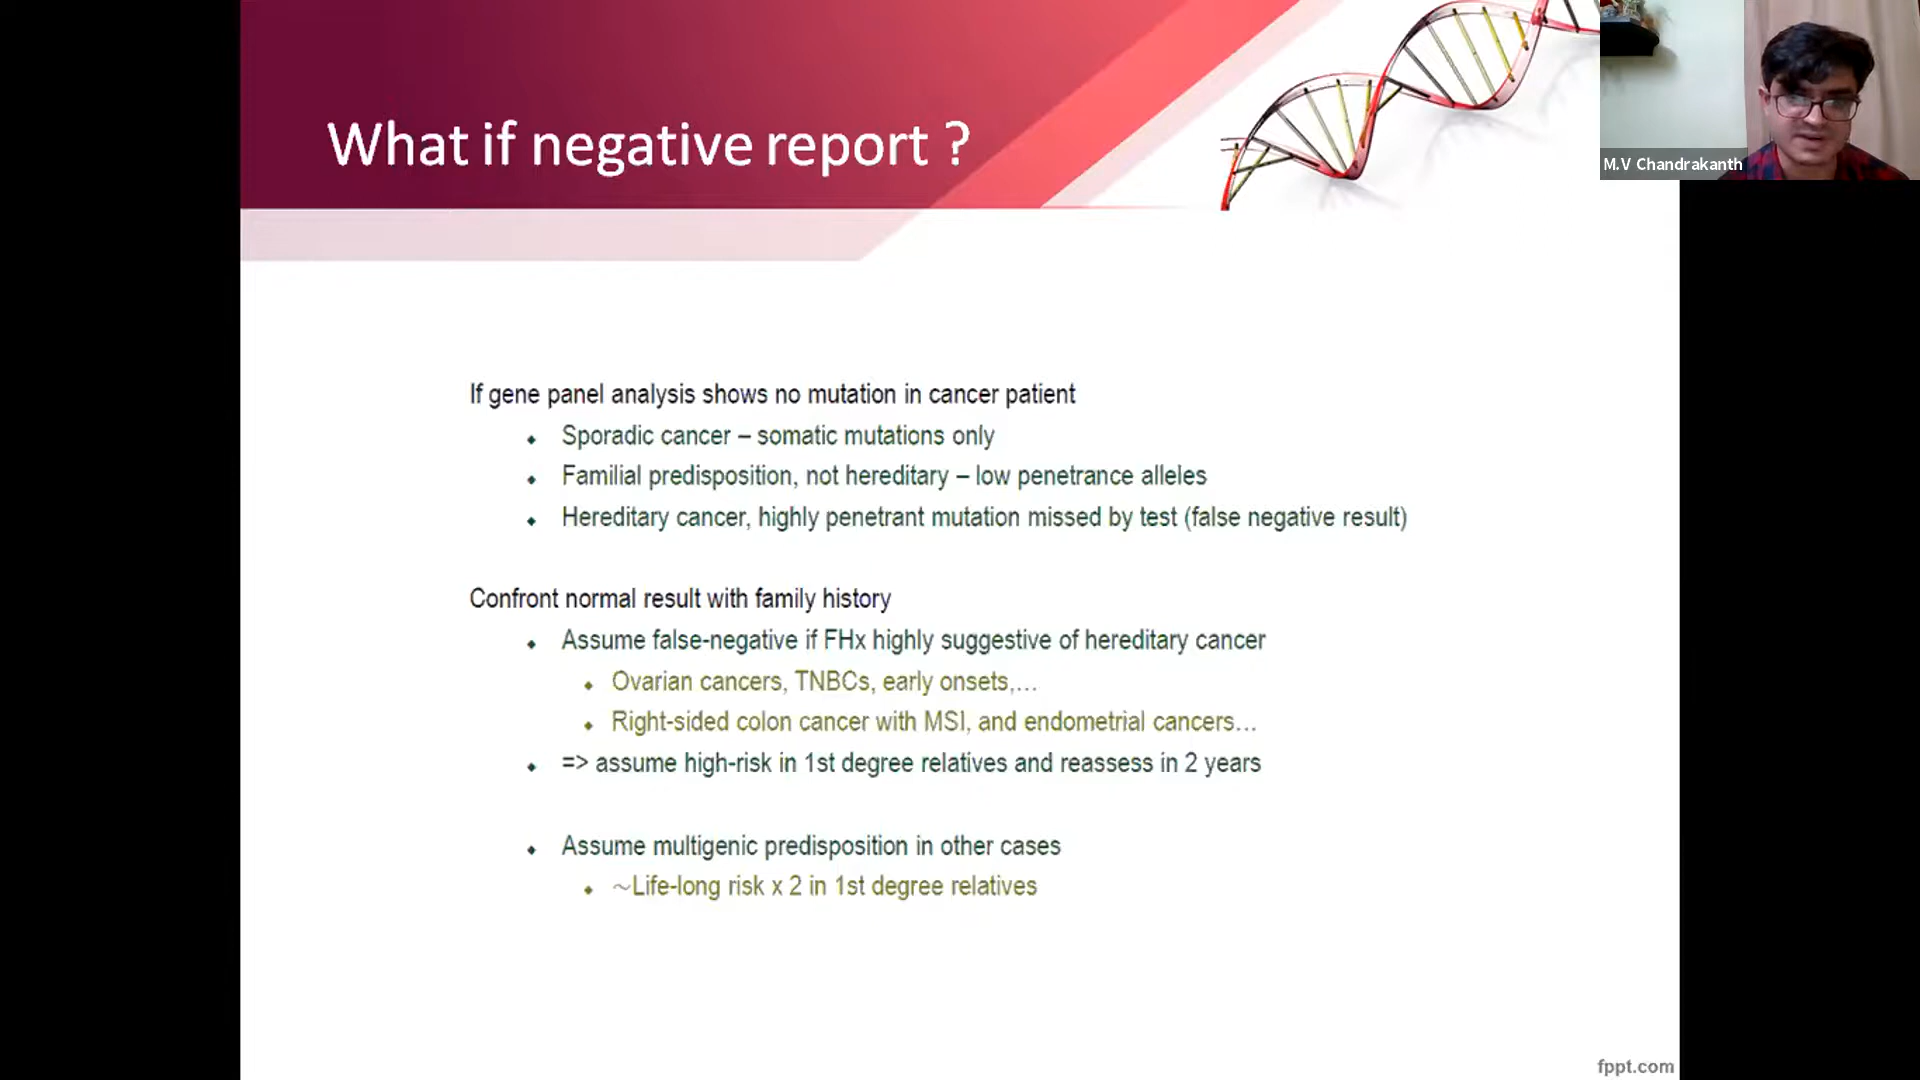 What if negative report ?
M.V Chandrakanth
If gene panel analysis shows no mutation in cancer patient
Sporadic cancer – somatic mutations only
Familial predisposition, not hereditary – low penetrance alleles
Hereditary cancer, highly penetrant mutation missed by test (false negative result)
Confront normal result with family history
Assume false-negative if FHx highly suggestive of hereditary cancer
Ovarian cancers, TNBCs, early onsets,…
Right-sided colon cancer with MSI, and endometrial cancers…
=> assume high-risk in 1st degree relatives and reassess in 2 years
Assume multigenic predisposition in other cases
~Life-long risk x 2 in 1st degree relatives
fppt.com